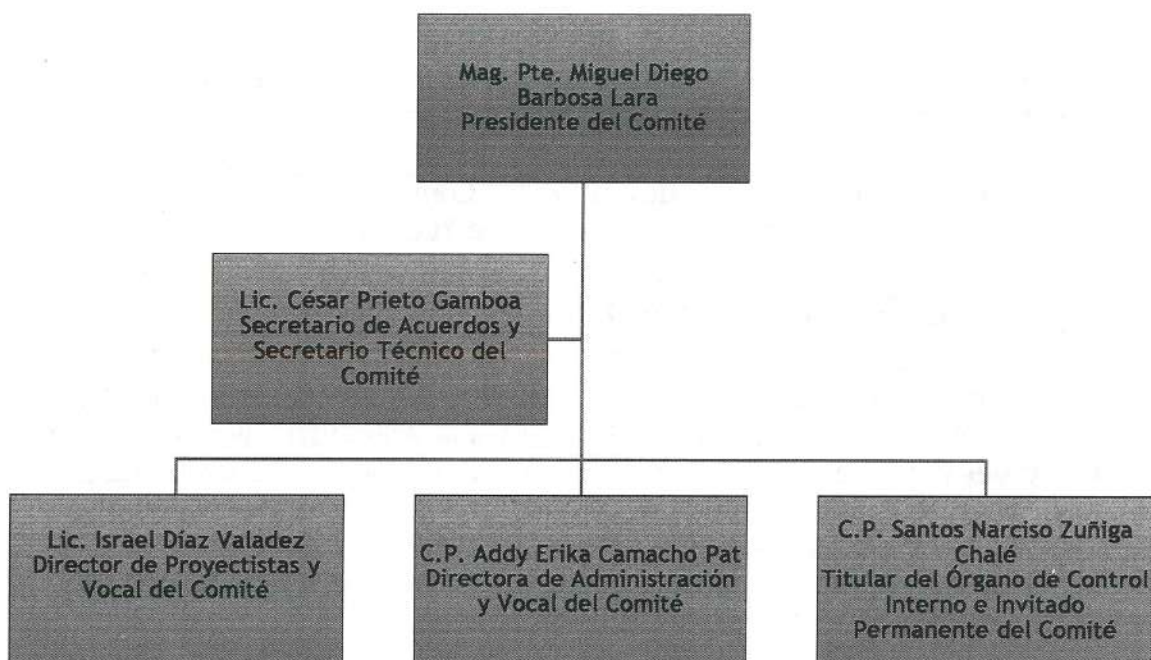 Mag. Pte. Miguel Diego
Barbosa Lara
Presidente del Comité
Lic. César Prieto Gamboa
Secretario de Acuerdos y
Secretario Técnico del
Comité
Lic. Israel Díaz Valadez
Director de Proyectistas y
Vocal del Comité
C.P. Addy Erika Camacho Pat
Directora de Administración
y Vocal del Comité
C.P. Santos Narciso Zuñiga
Chalé
Titular del Órgano de Control
Interno e Invitado
Permanente del Comité